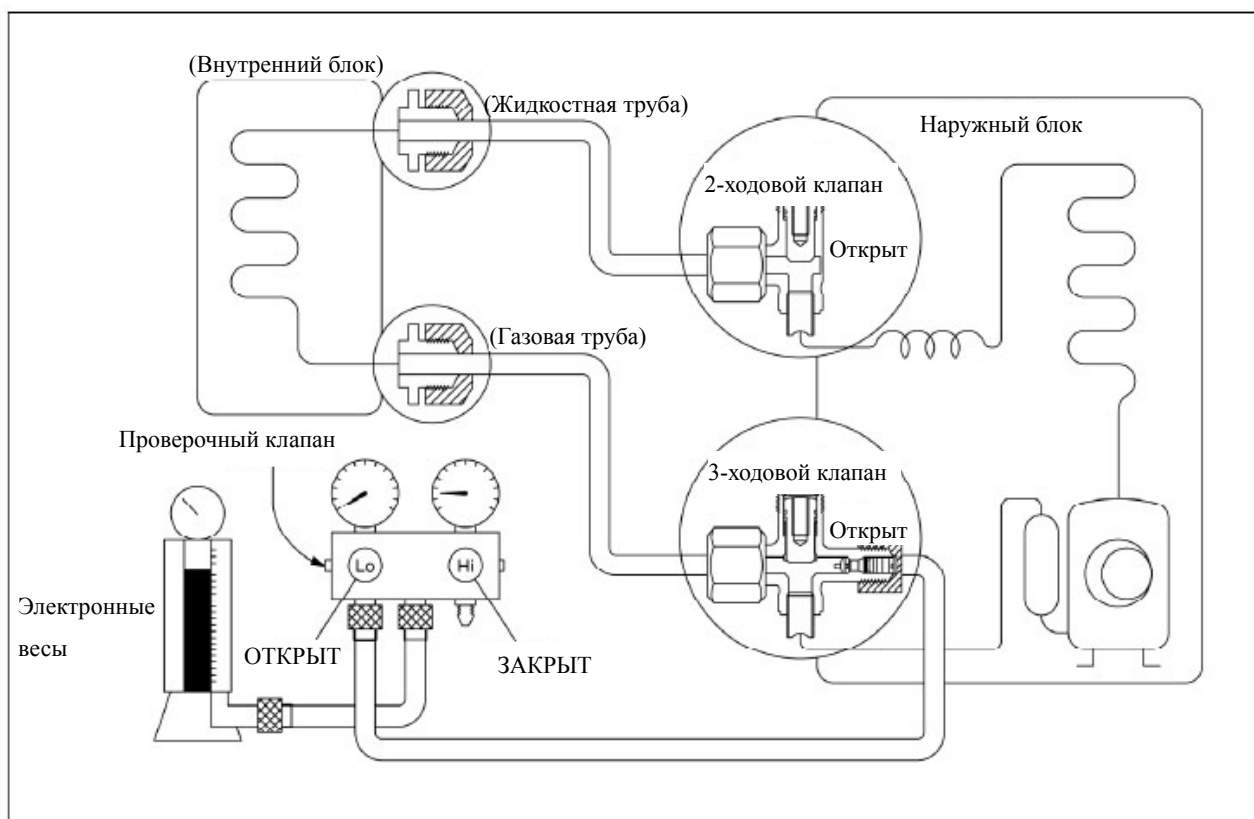 (Внутренний блок)
(Жидкостная труба)
Наружный блок
2-ходовой клапан
Открыт
(Газовая труба)
Проверочный клапан
3-ходовой клапан
Открыт
Lo
Hi
Электронные
весы
ОТКРЫТ
ЗАКРЫТ